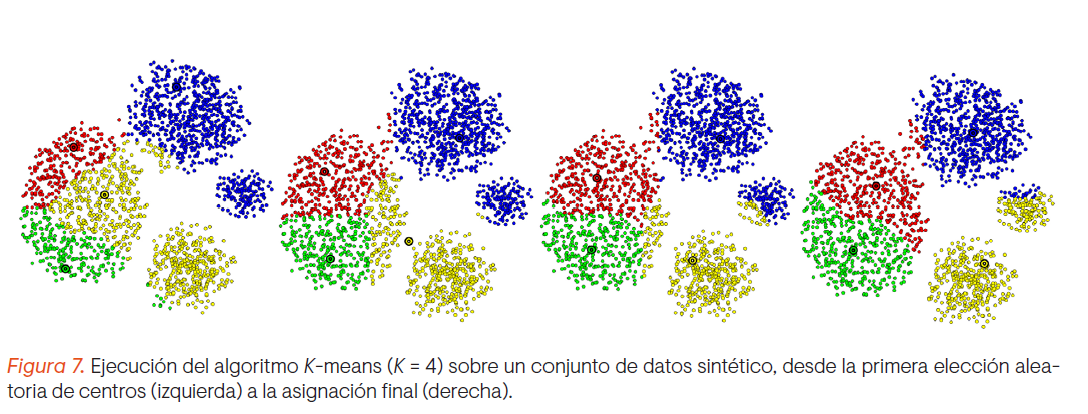 Figura 7. Ejecución del algoritmo K-means (K = 4) sobre un conjunto de datos sintético, desde la primera elección alea-
toria de centros (izquierda) a la asignación final (derecha).